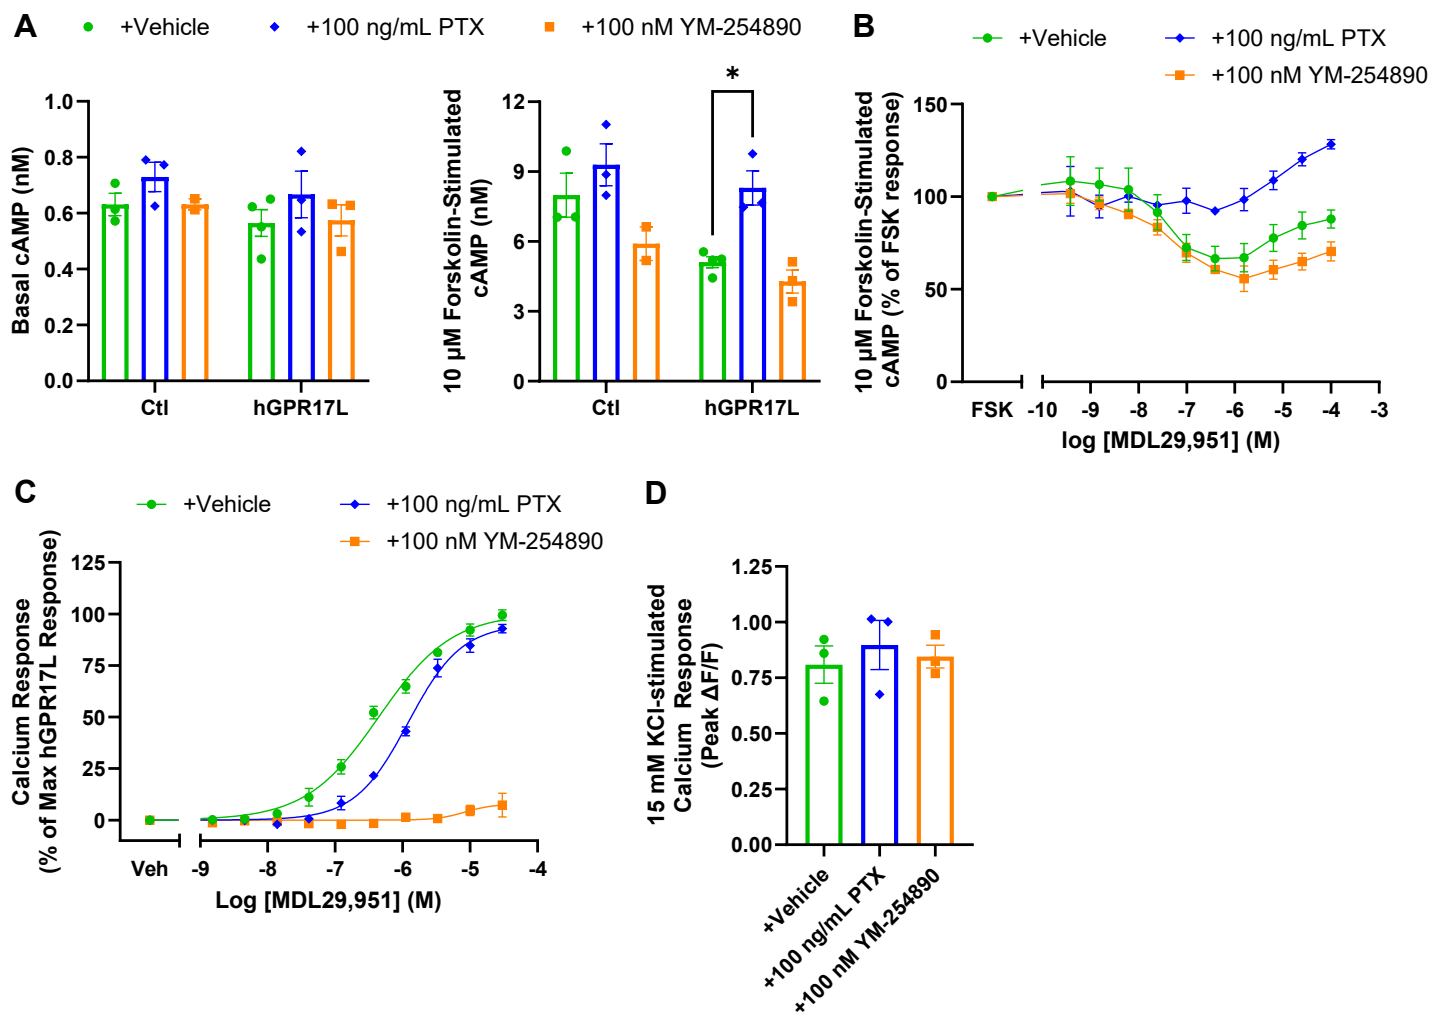 A
+Vehicle
+100 ng/mL PTX
+100 nM YM-254890
Basal cAMP (nM)
1.0
0.8
0.6
0.4
0.2
0.0
Ctl
hGPR17L
10 µM Forskolin-Stimulated
cAMP (nM)
12
9
6
3
0
*
Ctl
hGPR17L
B
+Vehicle
+100 ng/mL PTX
+100 nM YM-254890
10 µM Forskolin-Stimulated
cAMP (% of FSK response)
150
100
50
0
FSK
-10
-9
-8
-7
-6
-5
-4
-3
log [MDL29,951] (M)
C
+Vehicle
+100 ng/mL PTX
+100 nM YM-254890
Calcium Response
(% of Max hGPR17L Response)
125
100
75
50
25
0
Veh
-9
-8
-7
-6
-5
-4
Log [MDL29,951] (M)
D
15 mM KCl-stimulated
Calcium Response
(Peak ΔF/F)
1.25
1.00
0.75
0.50
0.25
0.00
+Vehicle
+100 ng/mL PTX
+100 nM YM-254890